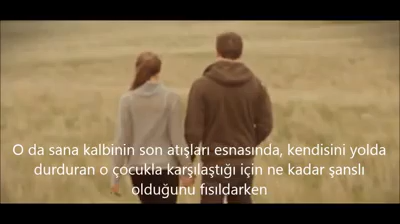 O da sana kalbinin son atışları esnasında, kendisini yolda
durduran o çocukla karşılaştığı için ne kadar şanslı
olduğunu fısıldarken